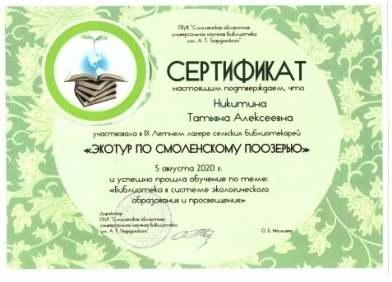 ГБУК "Смоленская областная
универсальная научная библиотека
им. А. Т. Твардовского"
СЕРТИФИКАТ
настоящим подтверждаем, что
Никитина
Татьяна Алексеевна
участвовала в IX Летнем лагере сельских библиотекарей
«ЭКОТУР ПО СМОЛЕНСКОМУ ПООЗЕРЬЮ»
5 августа 2020 г.
и успешно прошла обучение по теме:
«Библиотека в системе экологического
образования и просвещения»
Директор
ГБУК "Смоленская областная
универсальная научная библиотека
им. А. Т. Твардовского"
О. Е. Мальцева